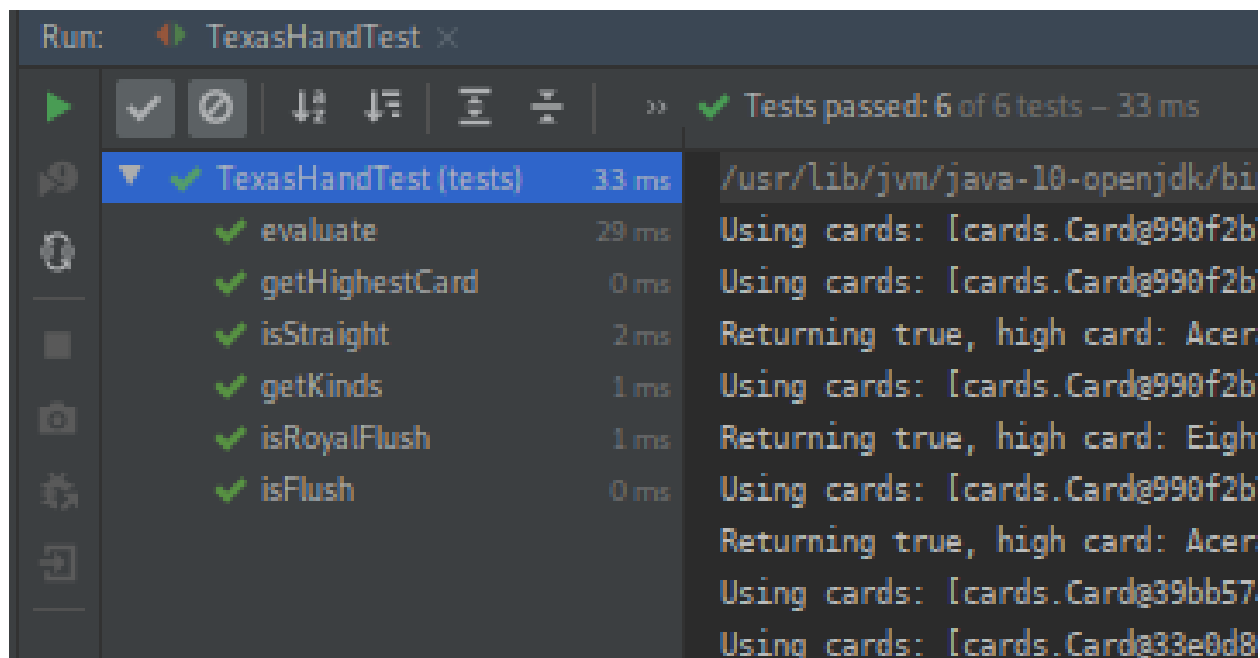 Run: TexasHandTest
Tests passed: 6 of 6 tests – 33 ms
TexasHandTest (tests) 33 ms
evaluate 29 ms
getHighestCard 0 ms
isStraight 2 ms
getKinds 1 ms
isRoyalFlush 1 ms
isFlush 0 ms
/usr/lib/jvm/java-10-openjdk/bi
Using cards: [cards.Card@990f2b
Using cards: [cards.Card@990f2b
Returning true, high card: Acer
Using cards: [cards.Card@990f2b
Returning true, high card: Eigh
Using cards: [cards.Card@990f2b
Returning true, high card: Acer
Using cards: [cards.Card@39bb57
Using cards: [cards.Card@33e0d8